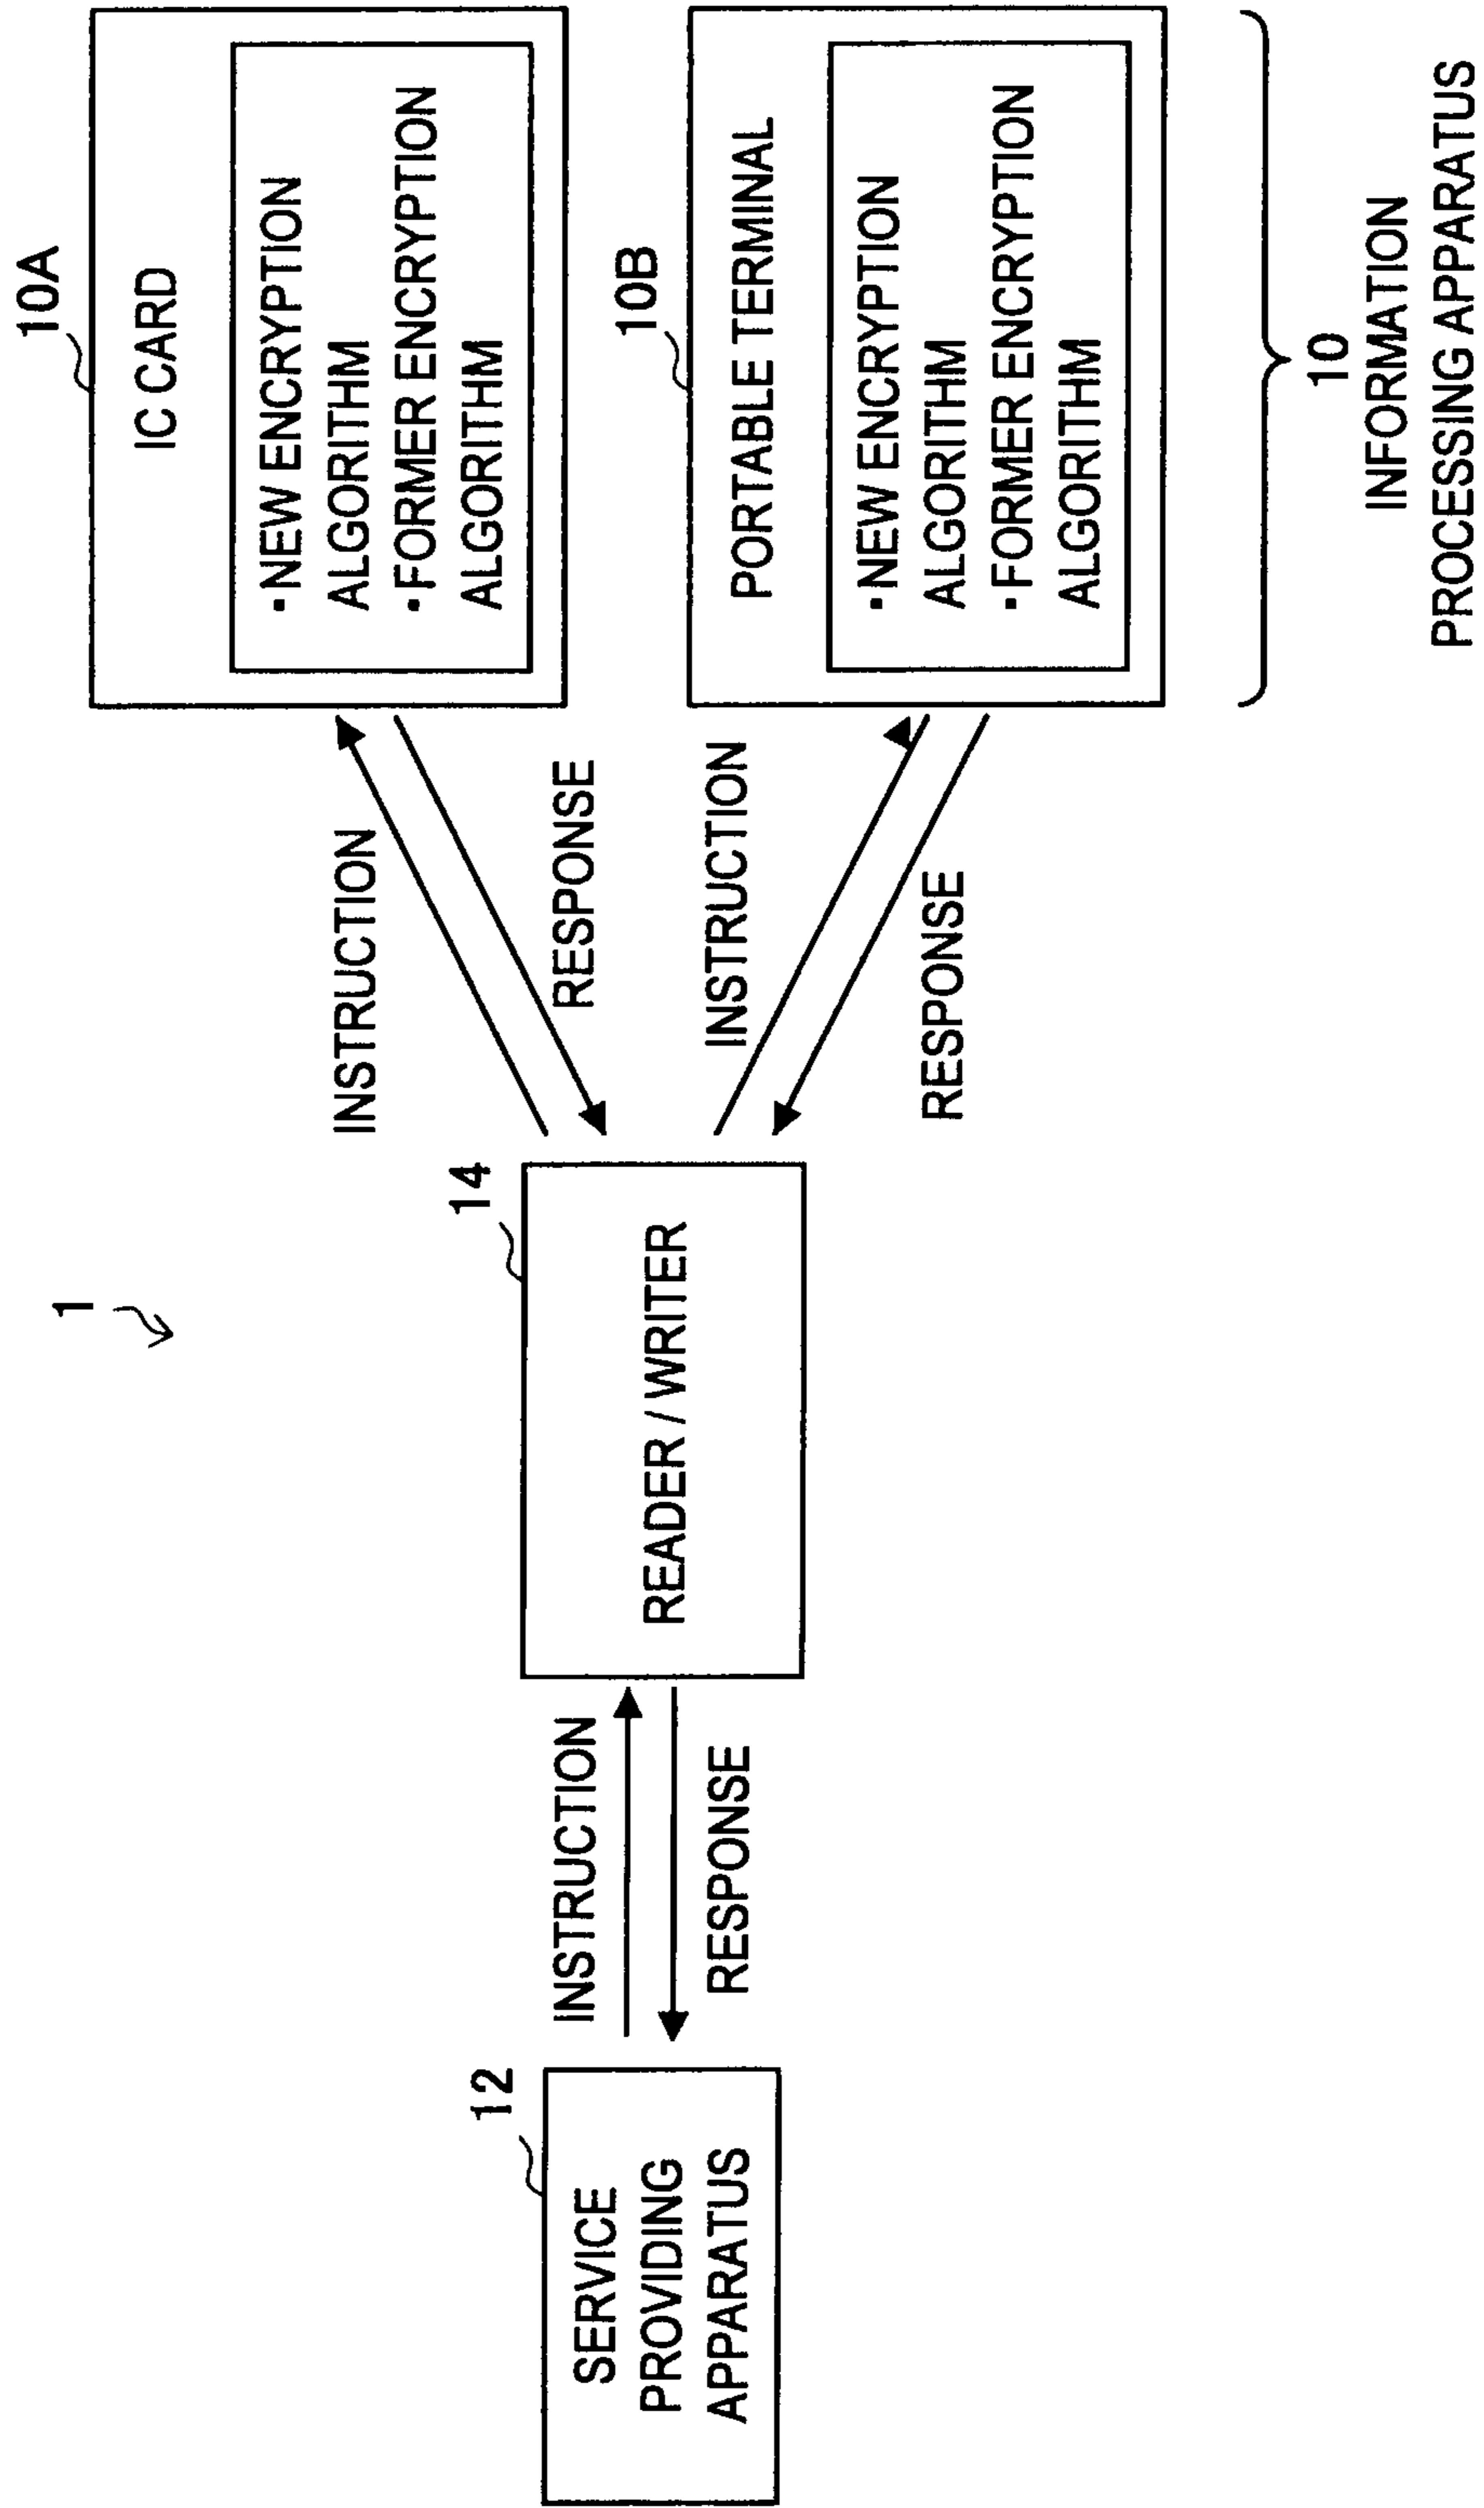 1
12
SERVICE
PROVIDING
APPARATUS
INSTRUCTION
RESPONSE
14
READER / WRITER
INSTRUCTION
RESPONSE
INSTRUCTION
RESPONSE
10A
IC CARD
・NEW ENCRYPTION
ALGORITHM
・FORMER ENCRYPTION
ALGORITHM
10B
PORTABLE TERMINAL
・NEW ENCRYPTION
ALGORITHM
・FORMER ENCRYPTION
ALGORITHM
10
INFORMATION
PROCESSING APPARATUS